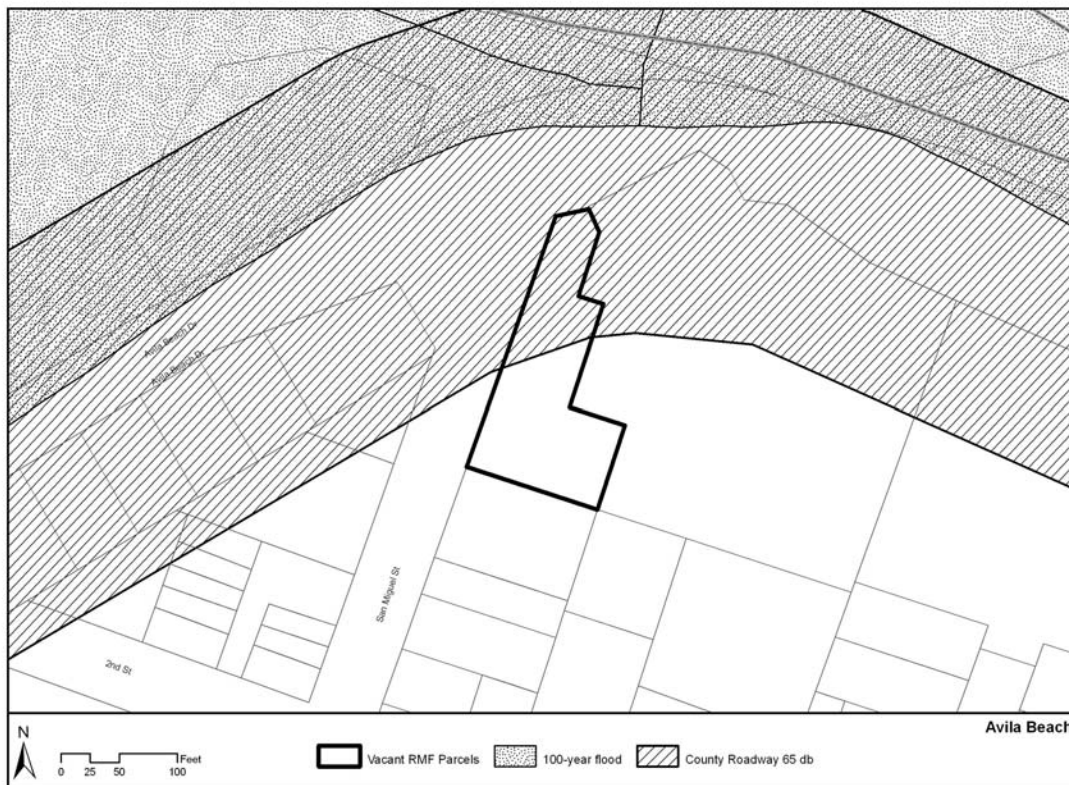 Avila Beach Dr
Avila Beach Dr
San Miguel St
2nd St
Avila Beach
N
0 25 50 100 Feet
Vacant RMF Parcels
100-year flood
County Roadway 65 db